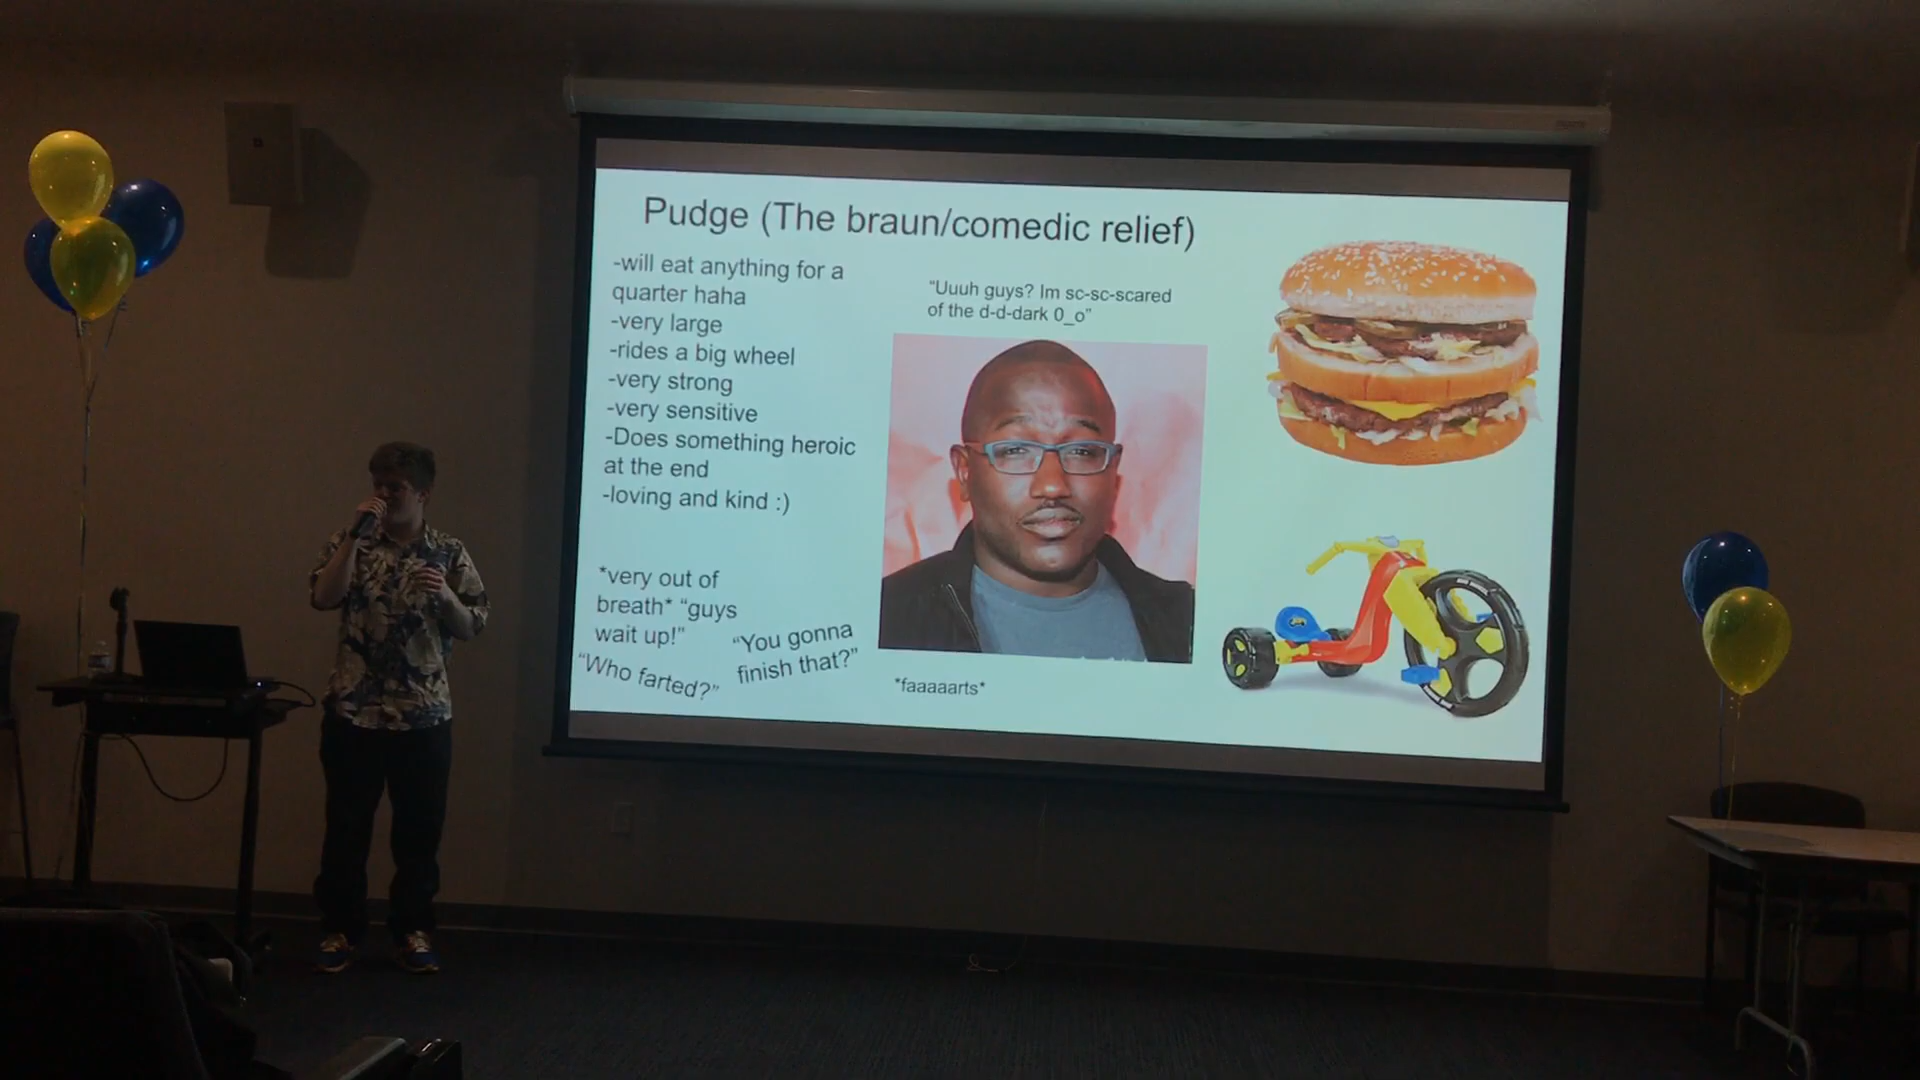 Pudge (The braun/comedic relief)
-will eat anything for a
quarter haha
-very large
-rides a big wheel
-very strong
-very sensitive
-Does something heroic
at the end
-loving and kind :)
"Uuuh guys? Im sc-sc-scared
of the d-d-dark 0_o"
*very out of
breath* "guys
wait up!"
"You gonna
finish that?"
"Who farted?"
*faaaaarts*